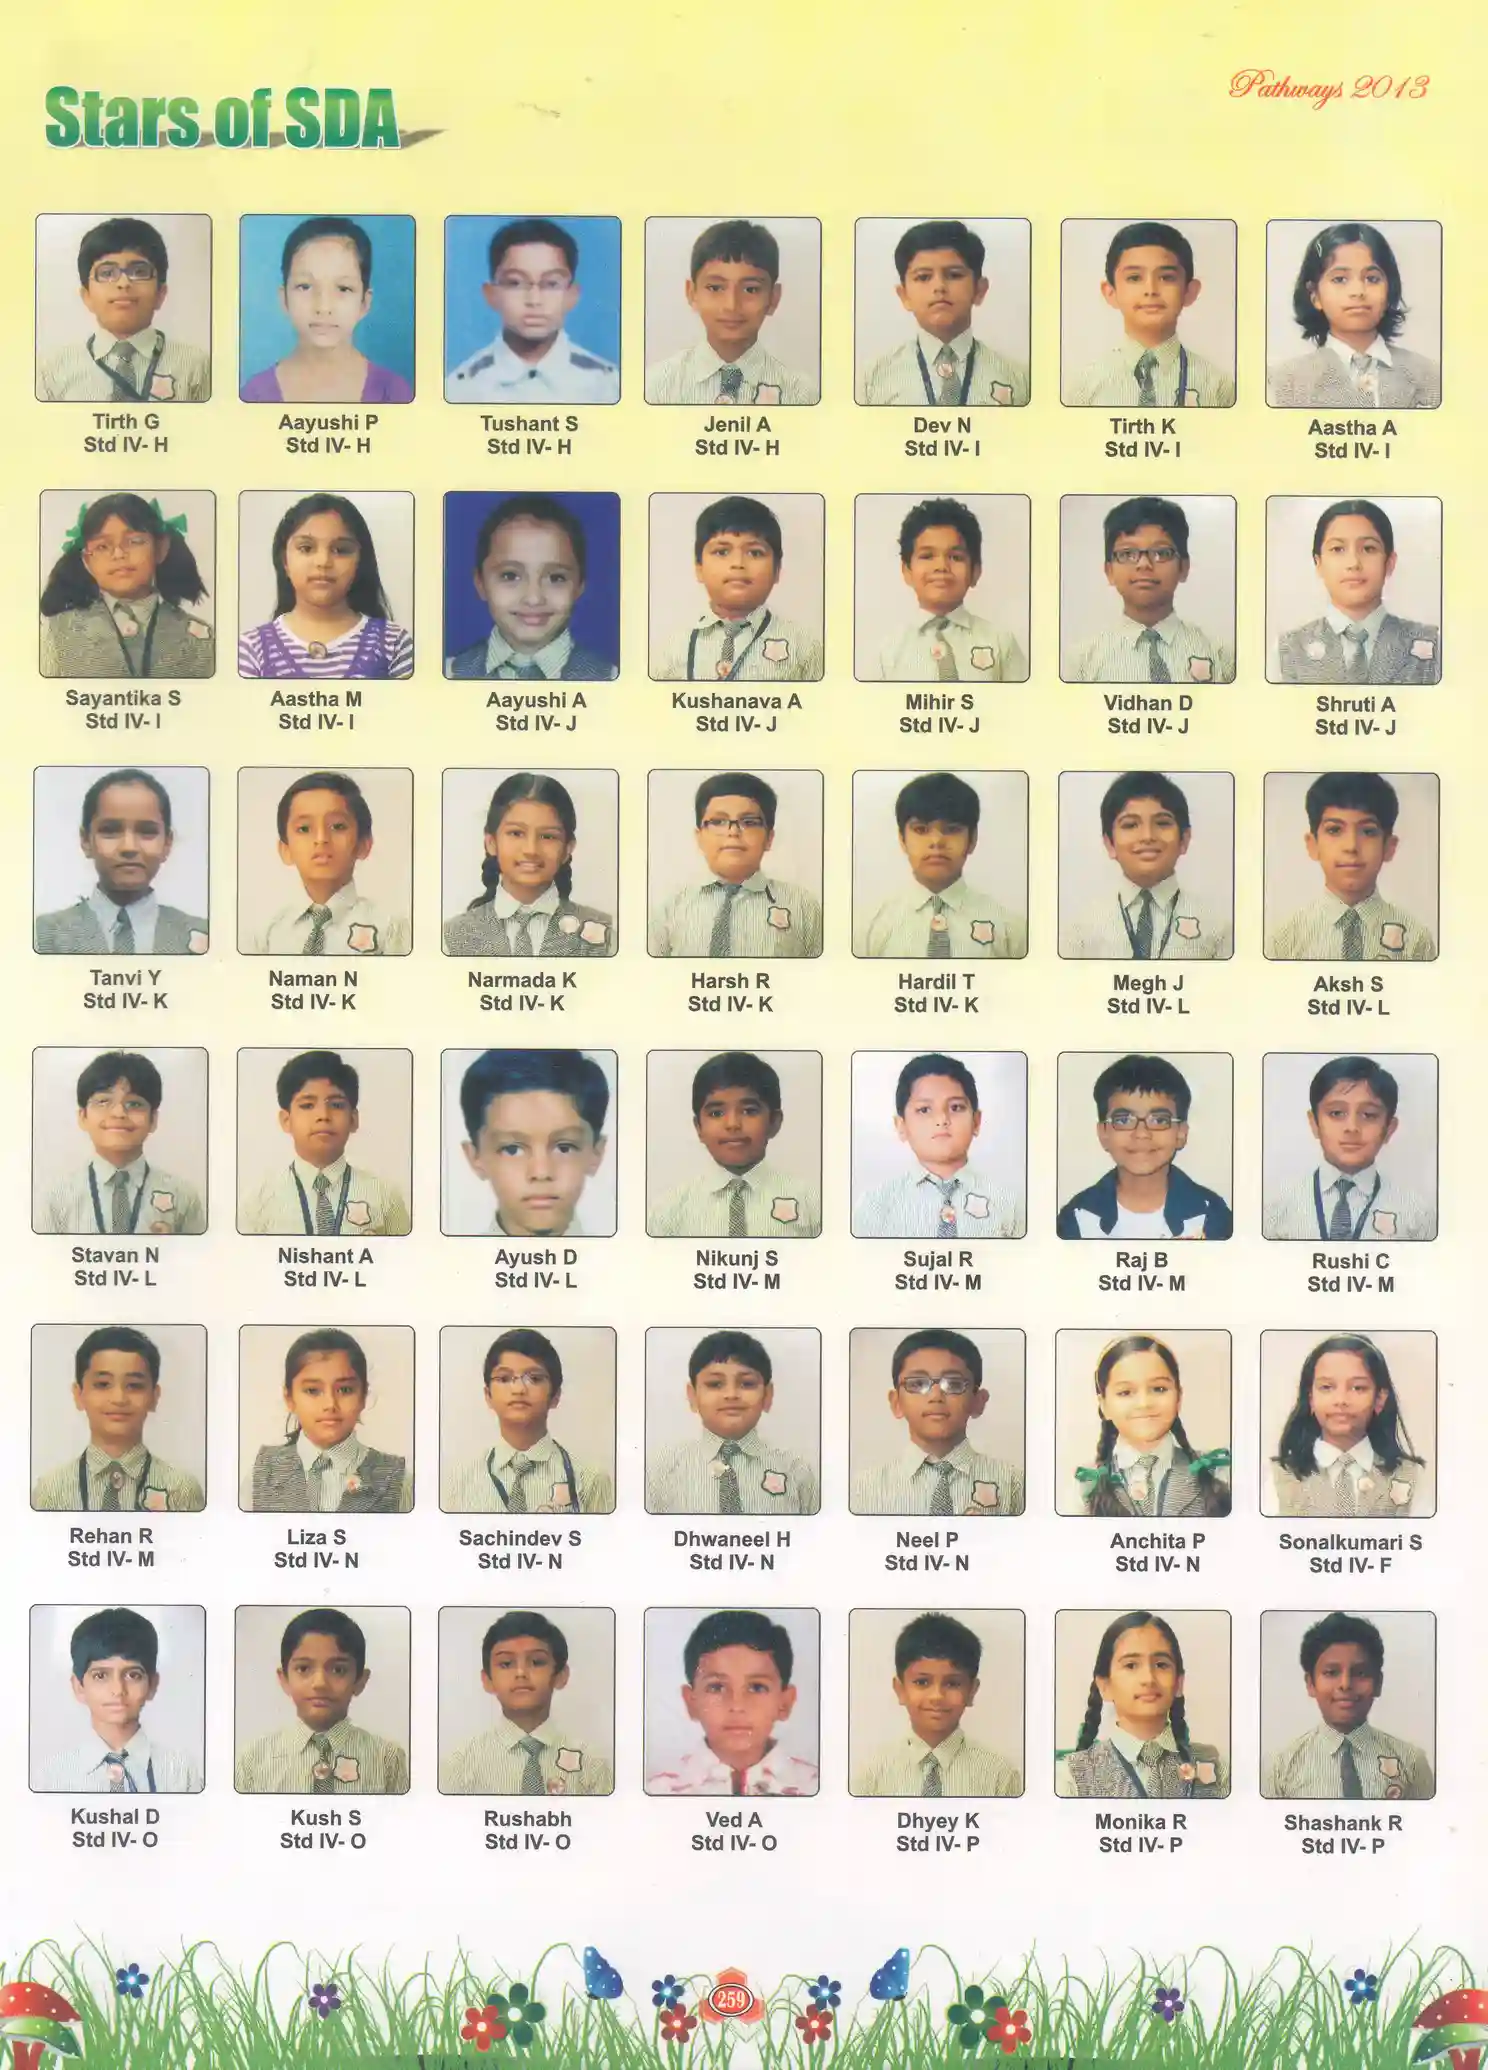 Pathways 2013
Stars of SDA
Tirth G
Std IV- H
Aayushi P
Std IV- H
Tushant S
Std IV- H
Jenil A
Std IV- H
Dev N
Std IV- I
Tirth K
Std IV- I
Aastha A
Std IV- I
Sayantika S
Std IV- I
Aastha M
Std IV- I
Aayushi A
Std IV- J
Kushanava A
Std IV- J
Mihir S
Std IV- J
Vidhan D
Std IV- J
Shruti A
Std IV- J
Tanvi Y
Std IV- K
Naman N
Std IV- K
Narmada K
Std IV- K
Harsh R
Std IV- K
Hardil T
Std IV- K
Megh J
Std IV- L
Aksh S
Std IV- L
Stavan N
Std IV- L
Nishant A
Std IV- L
Ayush D
Std IV- L
Nikunj S
Std IV- M
Sujal R
Std IV- M
Raj B
Std IV- M
Rushi C
Std IV- M
Rehan R
Std IV- M
Liza S
Std IV- N
Sachindev S
Std IV- N
Dhwaneel H
Std IV- N
Neel P
Std IV- N
Anchita P
Std IV- N
Sonalkumari S
Std IV- F
Kushal D
Std IV- O
Kush S
Std IV- O
Rushabh
Std IV- O
Ved A
Std IV- O
Dhyey K
Std IV- P
Monika R
Std IV- P
Shashank R
Std IV- P
259